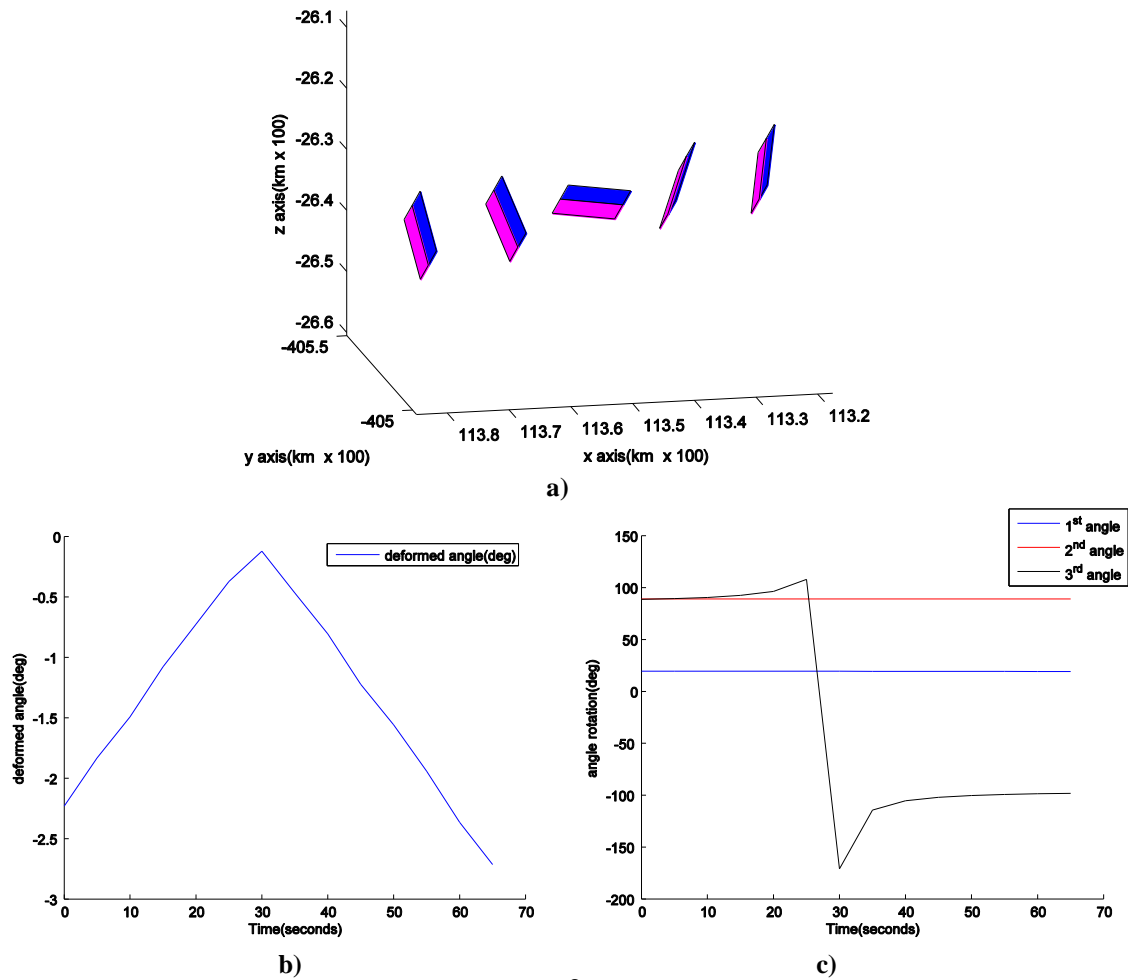 -26.1
-26.2
-26.3
-26.4
-26.5
-26.6
z axis(km x 100)
-405.5
-405
y axis(km x 100)
113.8
113.7
113.6
113.5
113.4
113.3
113.2
x axis(km x 100)
a)
0
-0.5
-1
-1.5
-2
-2.5
-3
deformed angle(deg)
deformed angle(deg)
0 10 20 30 40 50 60 70
Time(seconds)
b)
150
100
50
0
-50
-100
-150
-200
angle rotation(deg)
1st angle
2nd angle
3rd angle
0 10 20 30 40 50 60 70
Time(seconds)
c)